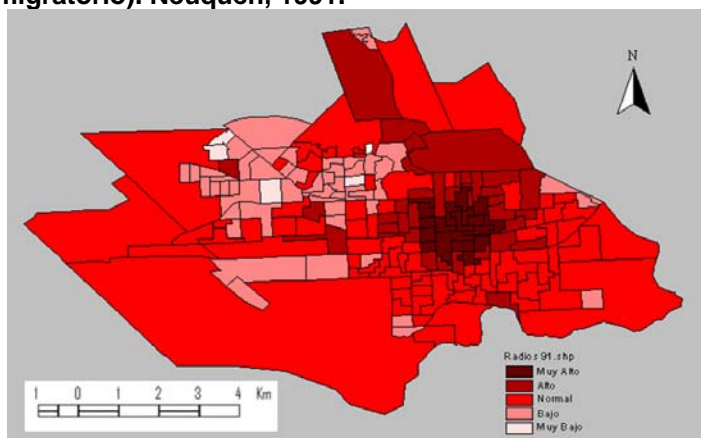 migratorio). Neuquén, 1991.
N
Radios 91.shp
Muy Alto
Alto
Normal
Bajo
Muy Bajo
1 0 1 2 3 4 Km